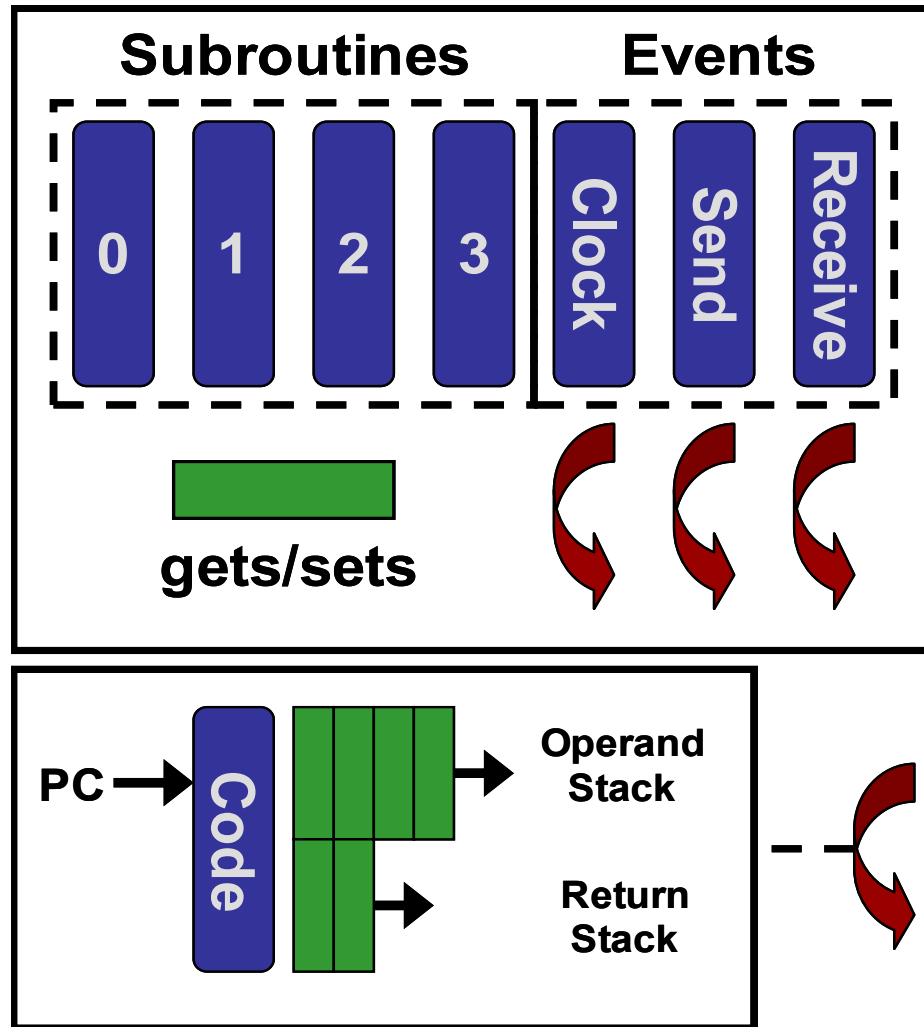 Subroutines Events
0 1 2 3 Clock Send Receive
gets/sets
PC
Code
Operand
Stack
Return
Stack